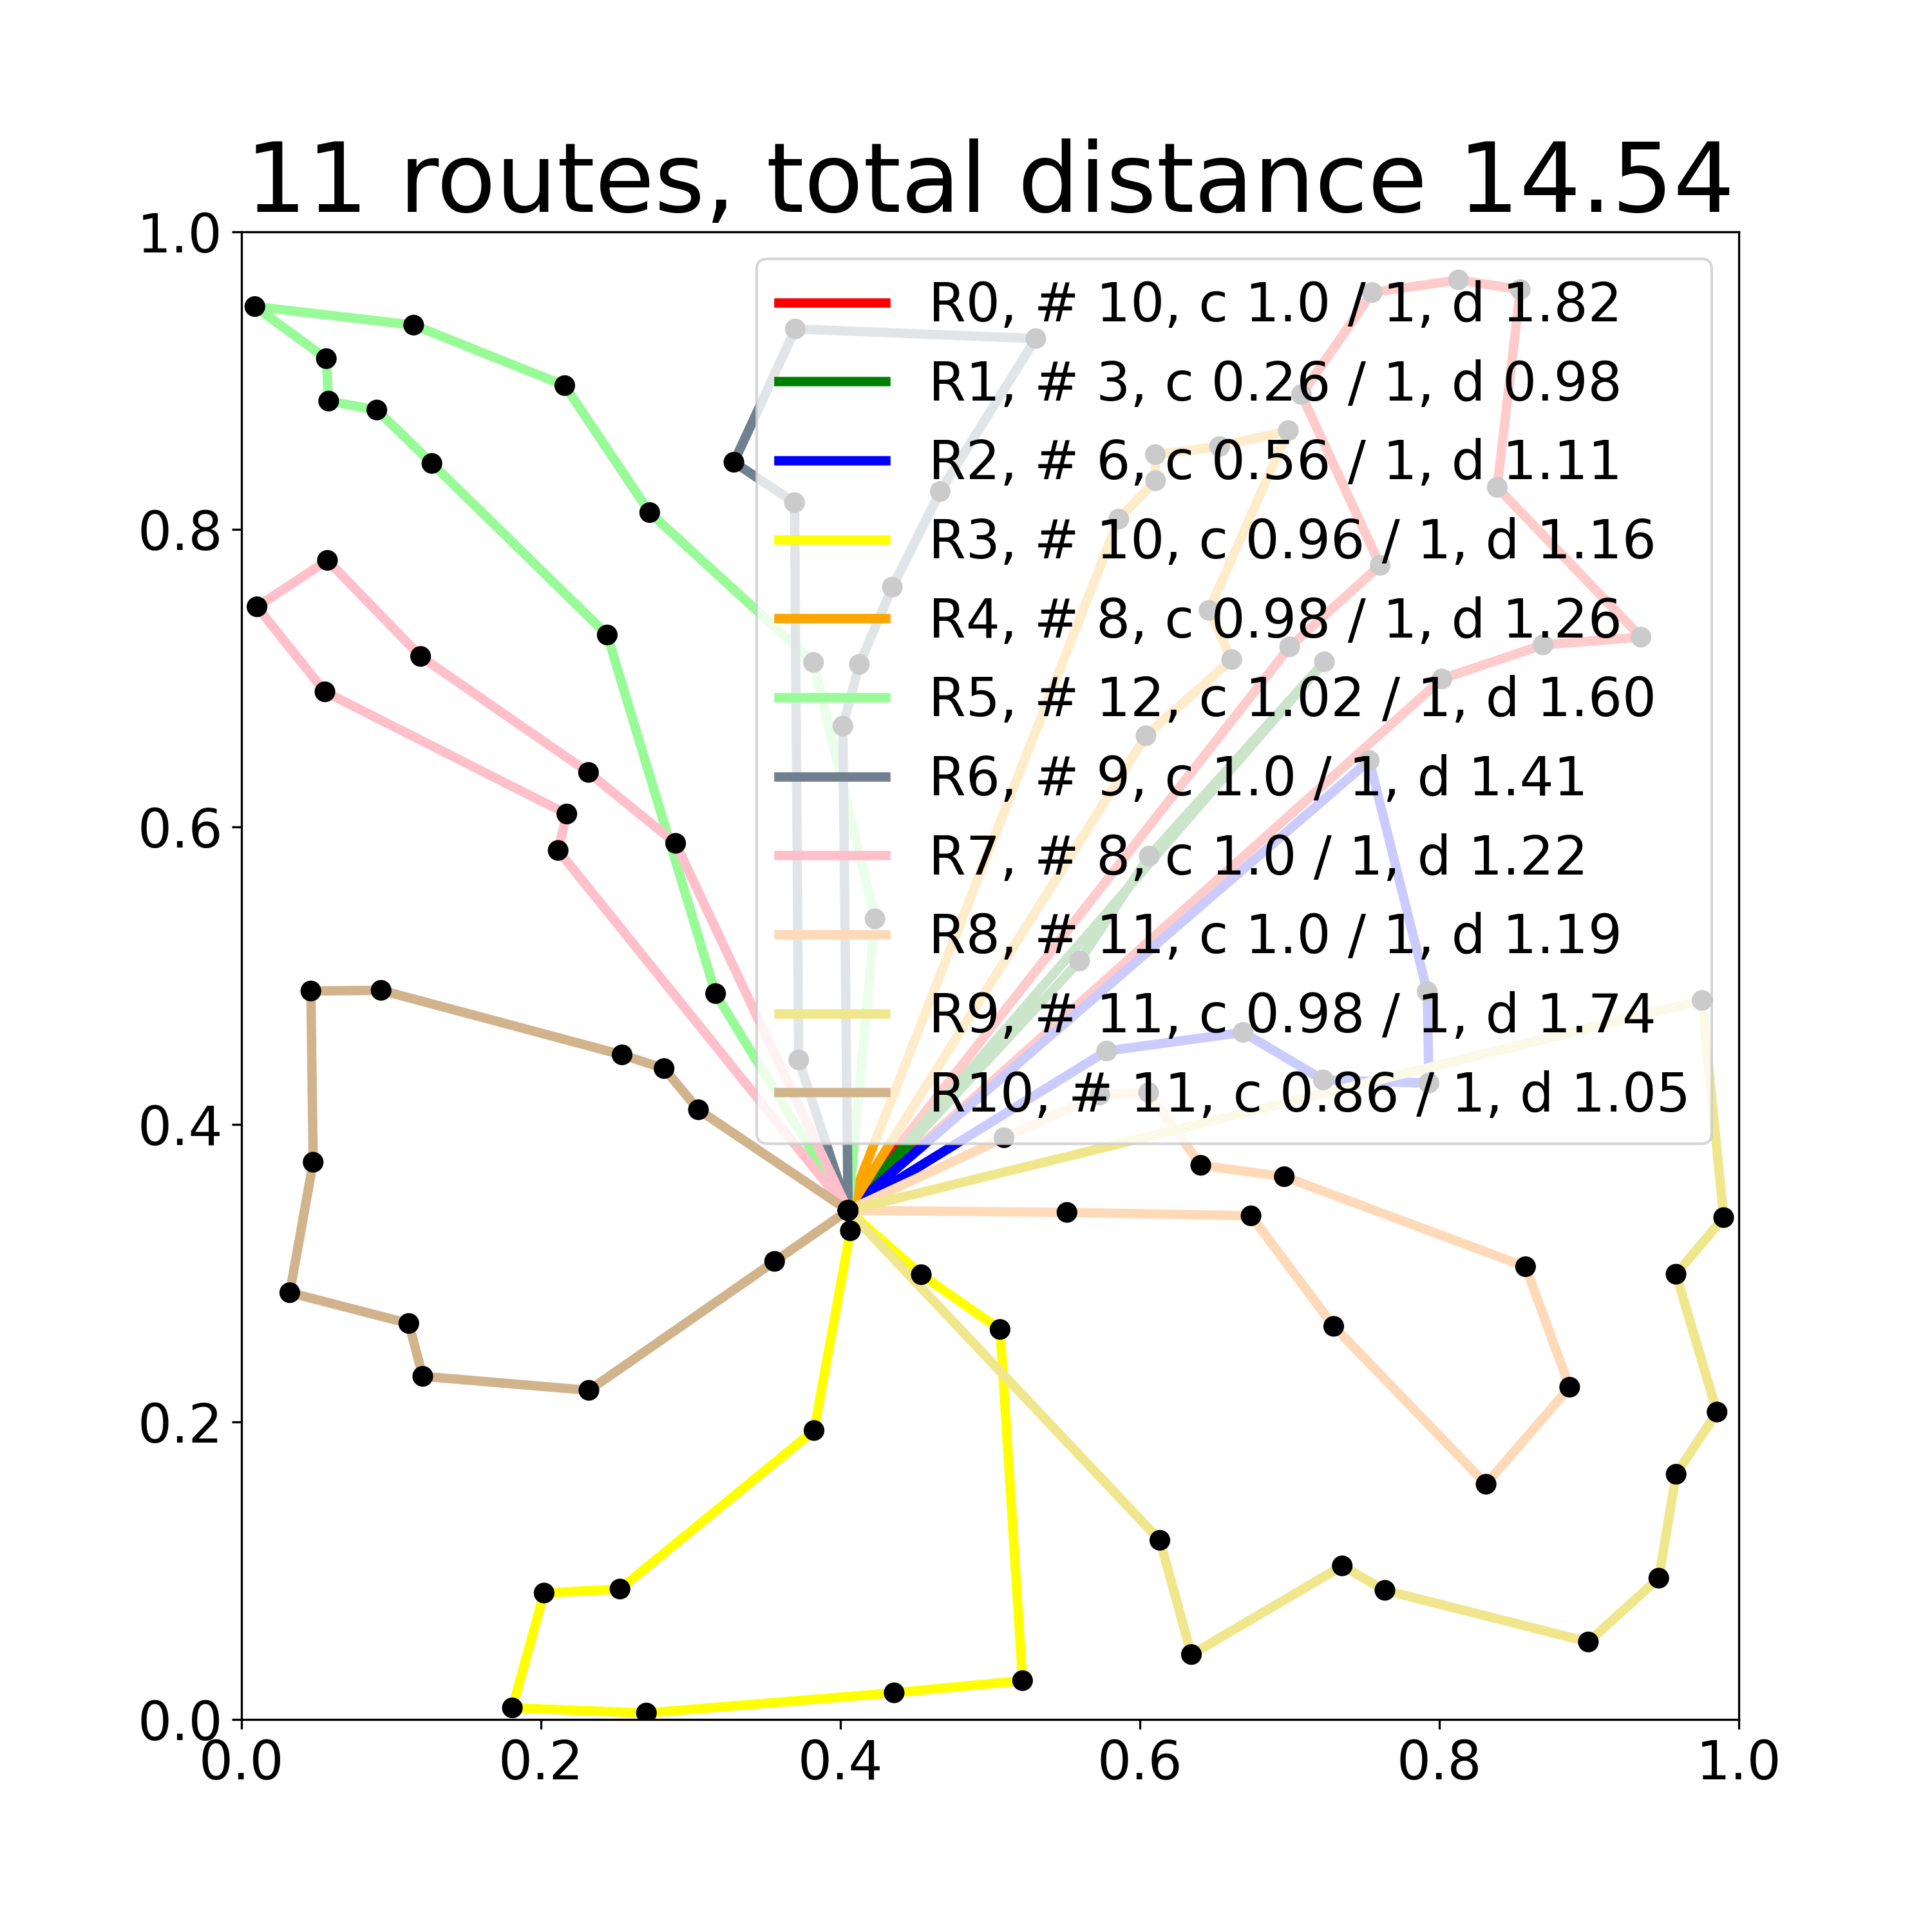 11 routes, total distance 14.54
1.0
0.8
0.6
0.4
0.2
0.0
R0, # 10, c 1.0 / 1, d 1.82
R1, # 3, c 0.26 / 1, d 0.98
R2, # 6, c 0.56 / 1, d 1.11
R3, # 10, c 0.96 / 1, d 1.16
R4, # 8, c 0.98 / 1, d 1.26
R5, # 12, c 1.02 / 1, d 1.60
R6, # 9, c 1.0 / 1, d 1.41
R7, # 8, c 1.0 / 1, d 1.22
R8, # 11, c 1.0 / 1, d 1.19
R9, # 11, c 0.98 / 1, d 1.74
R10, # 11, c 0.86 / 1, d 1.05
0.0 0.2 0.4 0.6 0.8 1.0